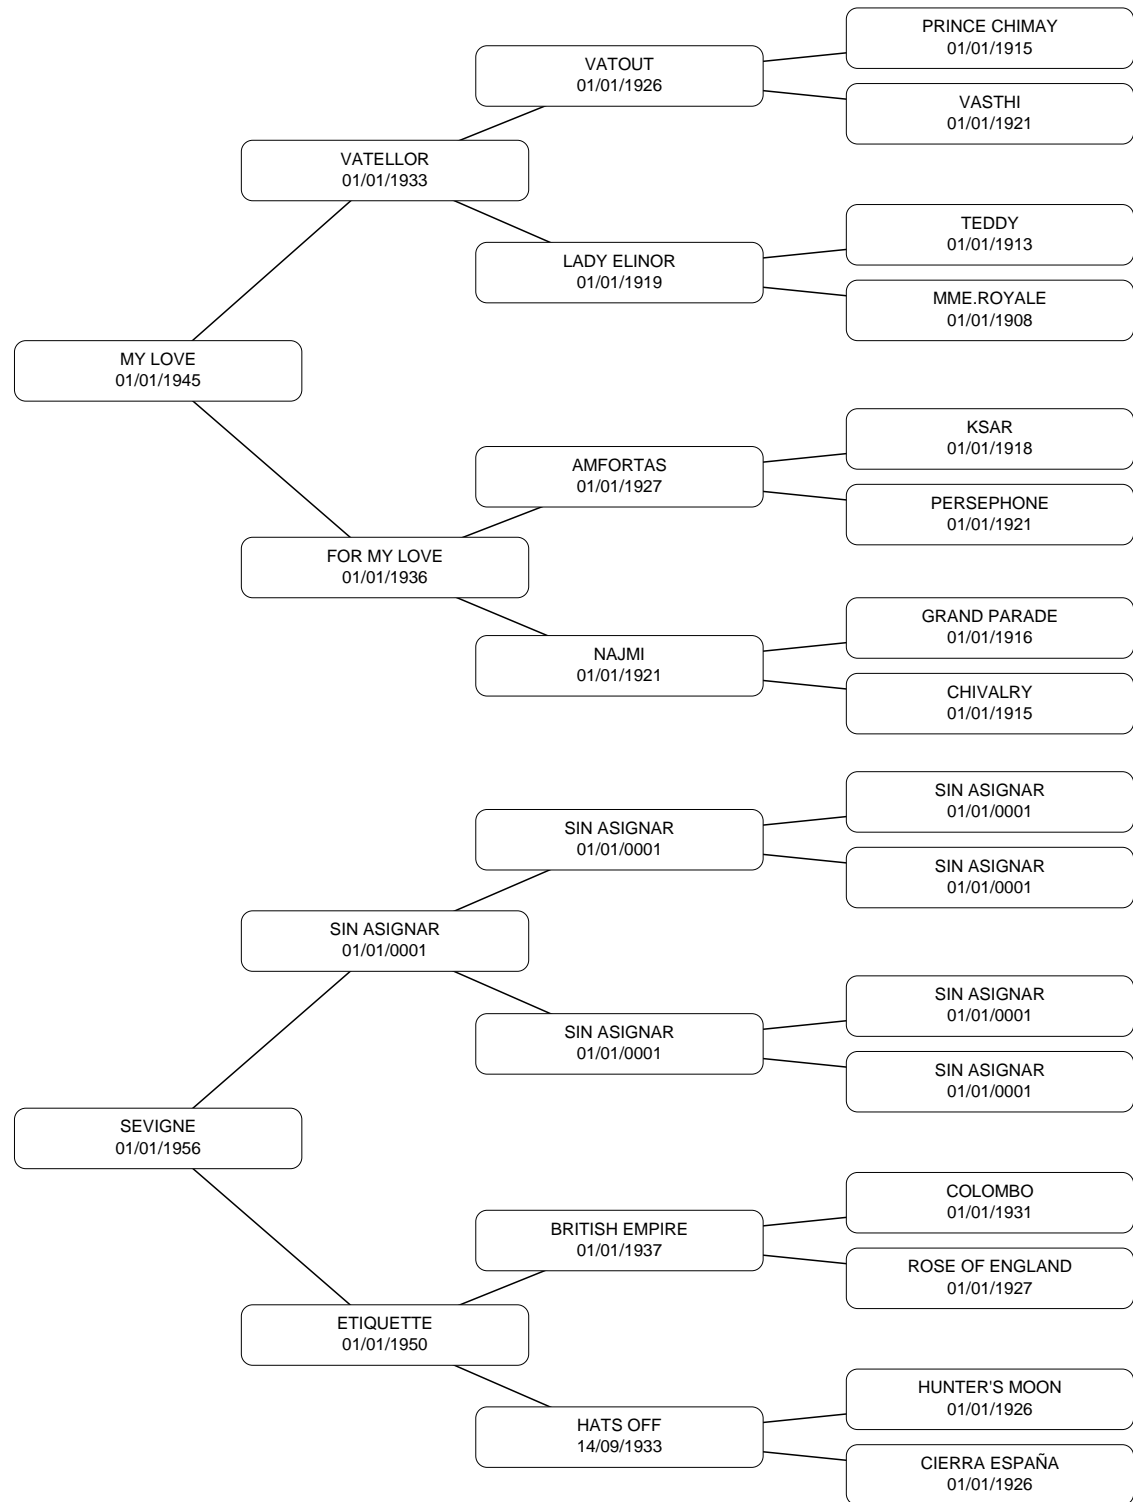 PRINCE CHIMAY
01/01/1915
VATOUT
01/01/1926
VASTHI
01/01/1921
VATELLOR
01/01/1933
TEDDY
01/01/1913
LADY ELINOR
01/01/1919
MME.ROYALE
01/01/1908
MY LOVE
01/01/1945
KSAR
01/01/1918
AMFORTAS
01/01/1927
PERSEPHONE
01/01/1921
FOR MY LOVE
01/01/1936
GRAND PARADE
01/01/1916
NAJMI
01/01/1921
CHIVALRY
01/01/1915
SIN ASIGNAR
01/01/0001
SIN ASIGNAR
01/01/0001
SIN ASIGNAR
01/01/0001
SIN ASIGNAR
01/01/0001
SIN ASIGNAR
01/01/0001
SIN ASIGNAR
01/01/0001
SIN ASIGNAR
01/01/0001
SEVIGNE
01/01/1956
COLOMBO
01/01/1931
BRITISH EMPIRE
01/01/1937
ROSE OF ENGLAND
01/01/1927
ETIQUETTE
01/01/1950
HUNTER'S MOON
01/01/1926
HATS OFF
14/09/1933
CIERRA ESPAÑA
01/01/1926